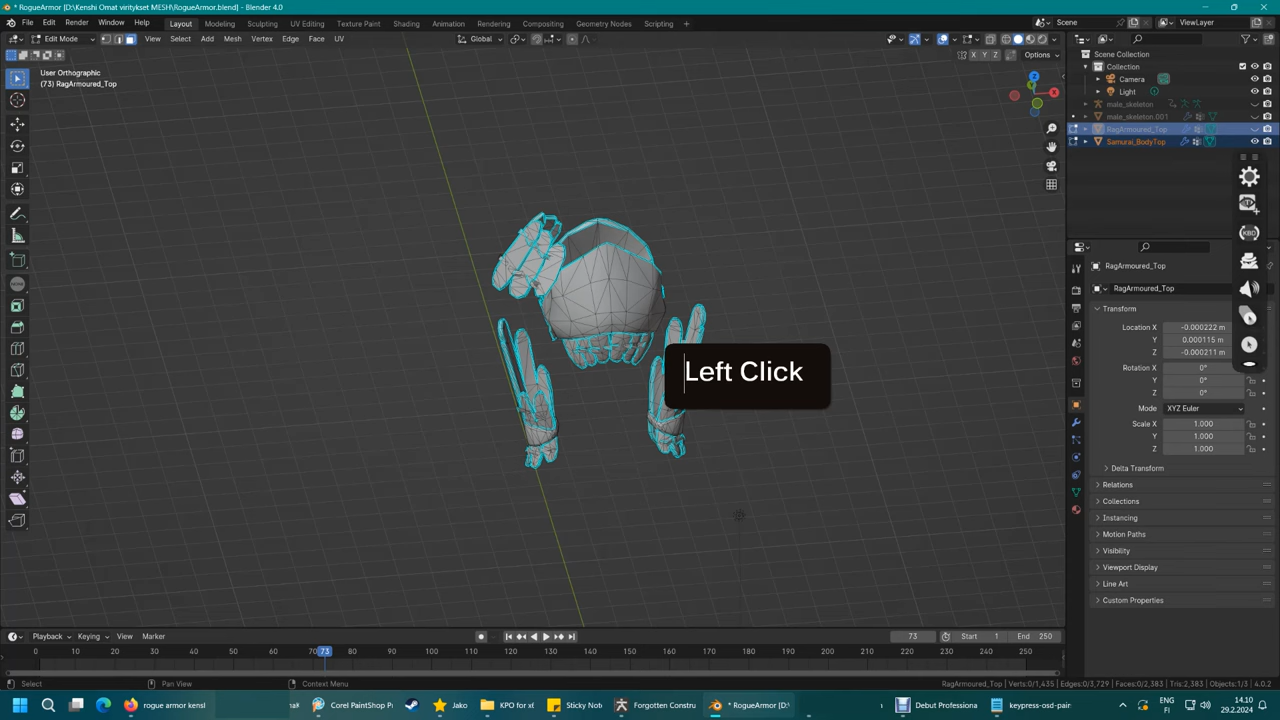 * RogueArmor [D:\Kenshi Omat viritykset MESH\RogueArmor.blend] - Blender 4.0
File Edit Render Window Help Layout Modeling Sculpting UV Editing Texture Paint Shading Animation Rendering Compositing Geometry Nodes Scripting + Scene ViewLayer
Edit Mode View Select Add Mesh Vertex Edge Face UV Global
X Y Z Options
User Orthographic
(73) RagArmoured_Top
Z
X
Y
Scene Collection
Collection
Camera
Light
male_skeleton
male_skeleton.001
RagArmoured_Top
Samurai_BodyTop
KBD
RagArmoured_Top
RagArmoured_Top
Transform
Location X -0.000222 m
Y 0.000115 m
Z -0.000211 m
Rotation X 0°
Y 0°
Z 0°
Mode XYZ Euler
Scale X 1.000
Y 1.000
Z 1.000
Delta Transform
Relations
Collections
Instancing
Motion Paths
Visibility
Viewport Display
Line Art
Custom Properties
Left Click
Playback Keying View Marker 73 Start 1 End 250
0 10 20 30 40 50 60 70 73 80 90 100 110 120 130 140 150 160 170 180 190 200 210 220 230 240 250
Select Pan View Context Menu RagArmoured_Top | Verts:0/1,435 | Edges:0/3,729 | Faces:0/2,383 | Tris:2,383 | Objects:1/3 | 4.0.2
rogue armor kensl Corel PaintShop Pr Jako KPO for xt Sticky Note Forgotten Constru * RogueArmor [D:\ Debut Professiona keypress-osd-pain ENG FI 14.10
29.2.2024